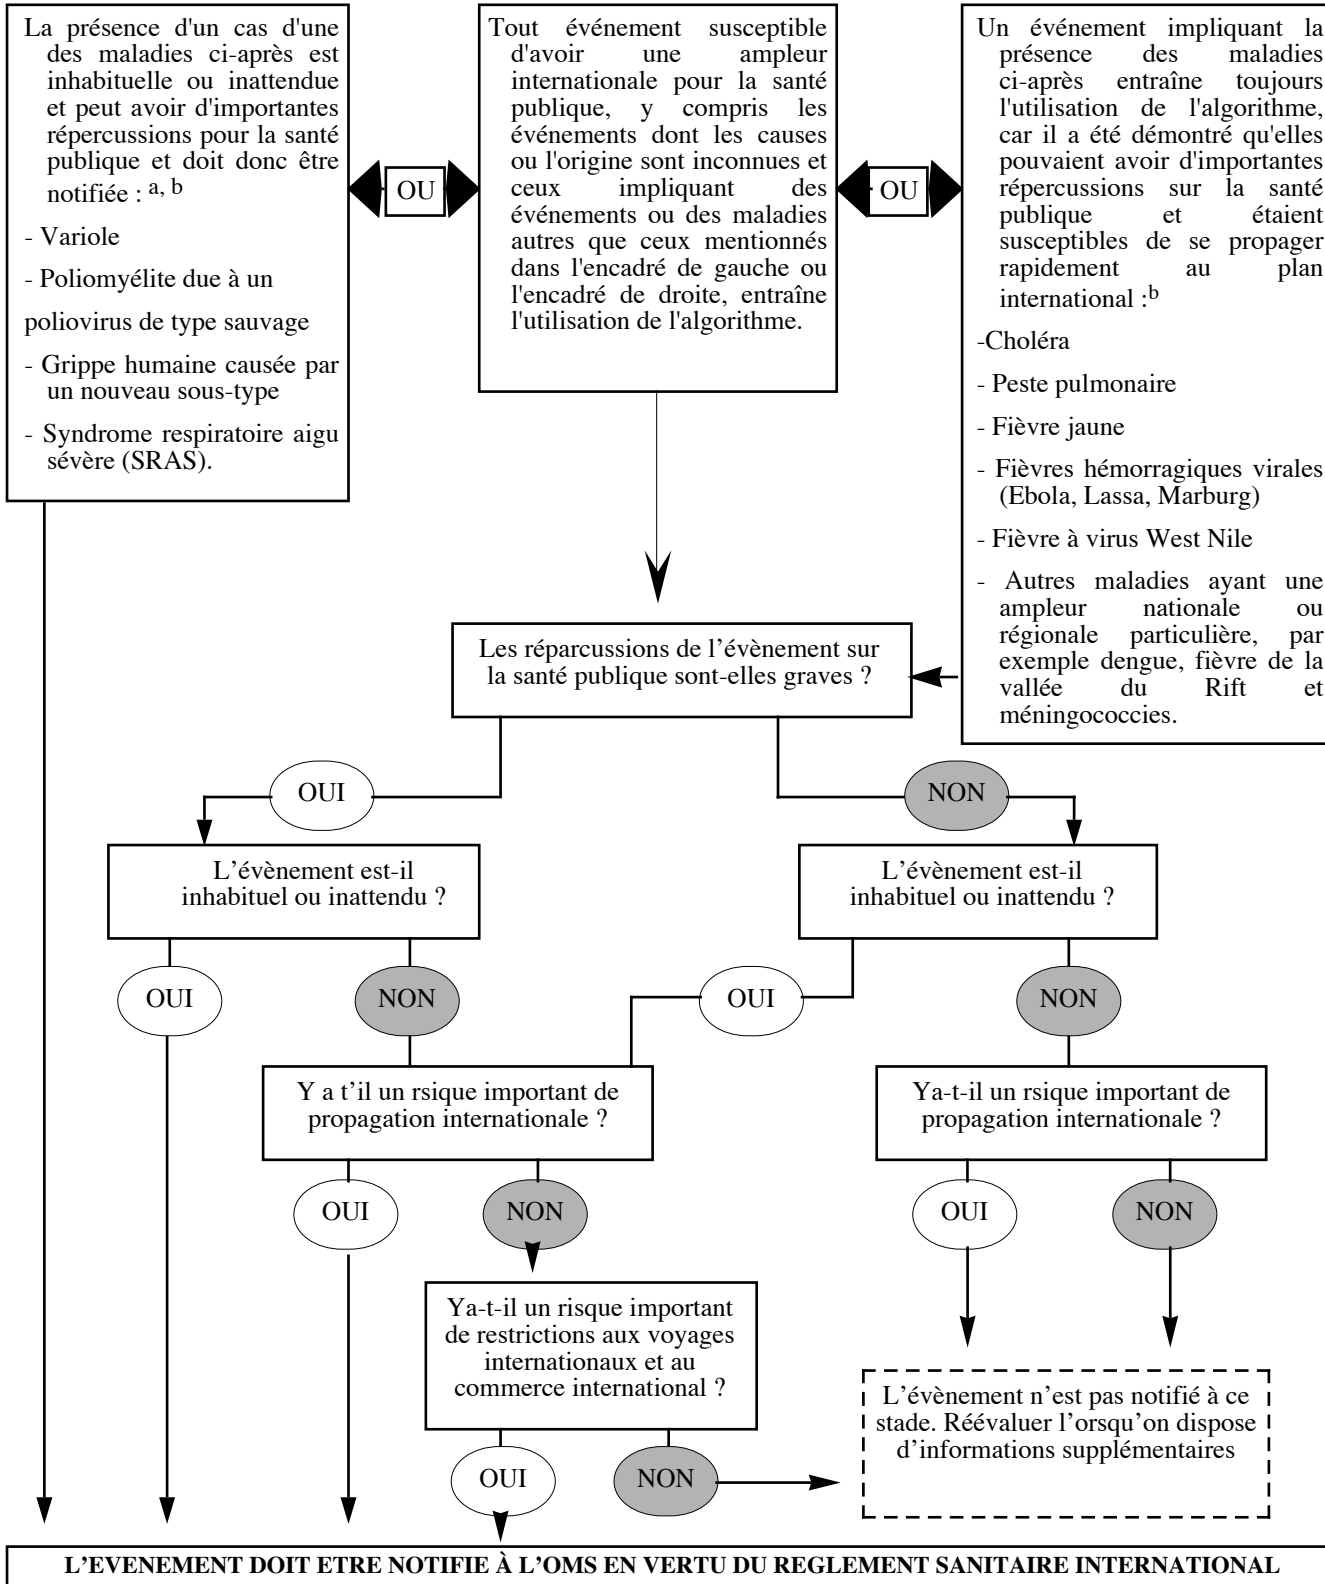 La présence d'un cas d'une
des maladies ci-après est
inhabituelle ou inattendue
et peut avoir d'importantes
répercussions pour la santé
publique et doit donc être
notifiée : a, b
- Variole
- Poliomyélite due à un
poliovirus de type sauvage
- Grippe humaine causée par
un nouveau sous-type
- Syndrome respiratoire aigu
sévère (SRAS).
OU
Tout événement susceptible
d'avoir une ampleur
internationale pour la santé
publique, y compris les
événements dont les causes
ou l'origine sont inconnues et
ceux impliquant des
événements ou des maladies
autres que ceux mentionnés
dans l'encadré de gauche ou
l'encadré de droite, entraîne
l'utilisation de l'algorithme.
OU
Un événement impliquant la
présence des maladies
ci-après entraîne toujours
l'utilisation de l'algorithme,
car il a été démontré qu'elles
pouvaient avoir d'importantes
répercussions sur la santé
publique et étaient
susceptibles de se propager
rapidement au plan
international :b
-Choléra
- Peste pulmonaire
- Fièvre jaune
- Fièvres hémorragiques virales
(Ebola, Lassa, Marburg)
- Fièvre à virus West Nile
- Autres maladies ayant une
ampleur nationale ou
régionale particulière, par
exemple dengue, fièvre de la
vallée du Rift et
méningococcies.
Les réparcussions de l’évènement sur
la santé publique sont-elles graves ?
OUI
NON
L’évènement est-il
inhabituel ou inattendu ?
L’évènement est-il
inhabituel ou inattendu ?
OUI
NON
OUI
NON
Y a t’il un rsique important de
propagation internationale ?
Ya-t-il un rsique important de
propagation internationale ?
OUI
NON
OUI
NON
Ya-t-il un risque important
de restrictions aux voyages
internationaux et au
commerce international ?
L’évènement n’est pas notifié à ce
stade. Réévaluer l’orsqu’on dispose
d’informations supplémentaires
OUI
NON
L’EVENEMENT DOIT ETRE NOTIFIE À L’OMS EN VERTU DU REGLEMENT SANITAIRE INTERNATIONAL